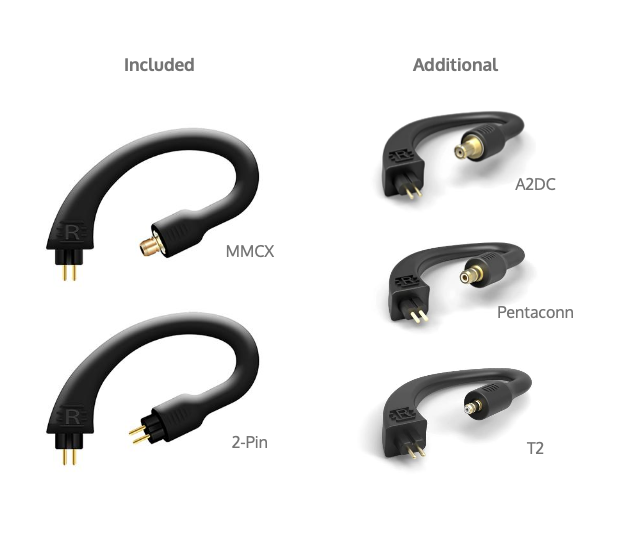 Included
Additional
R
MMCX
R
A2DC
R
Pentaconn
R
2-Pin
R
T2